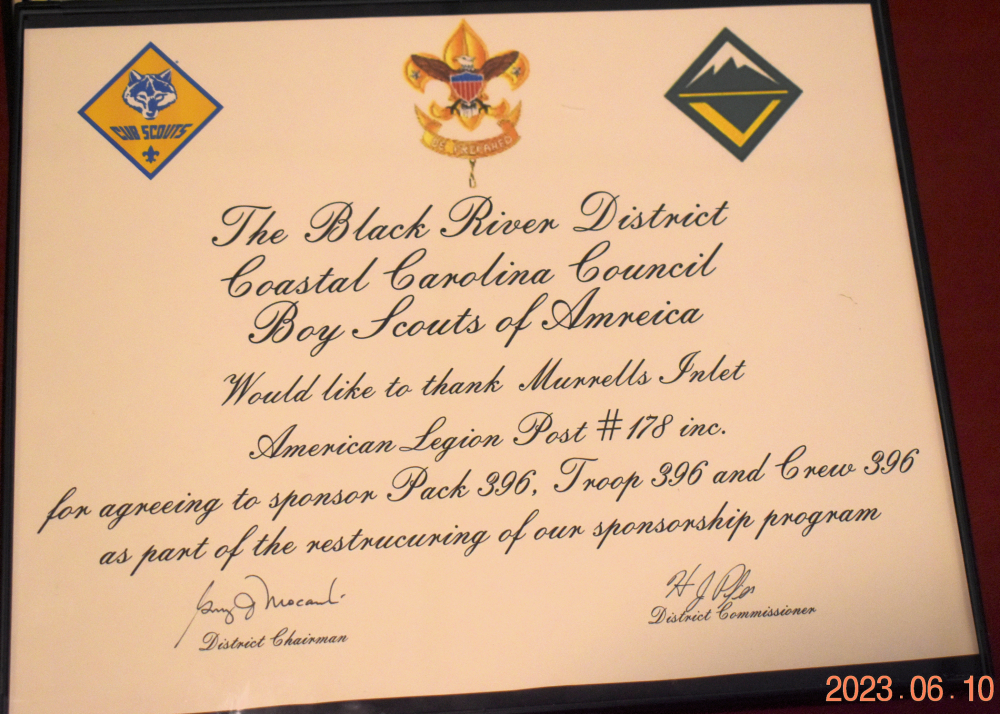 CUB SCOUTS
BE PREPARED
The Black River District
Coastal Carolina Council
Boy Scouts of Amreica
Would like to thank Murrells Inlet
American Legion Post # 178 inc.
for agreeing to sponsor Pack 396, Troop 396 and Crew 396
as part of the restrucuring of our sponsorship program
District Chairman
District Commissioner
2023.06.10